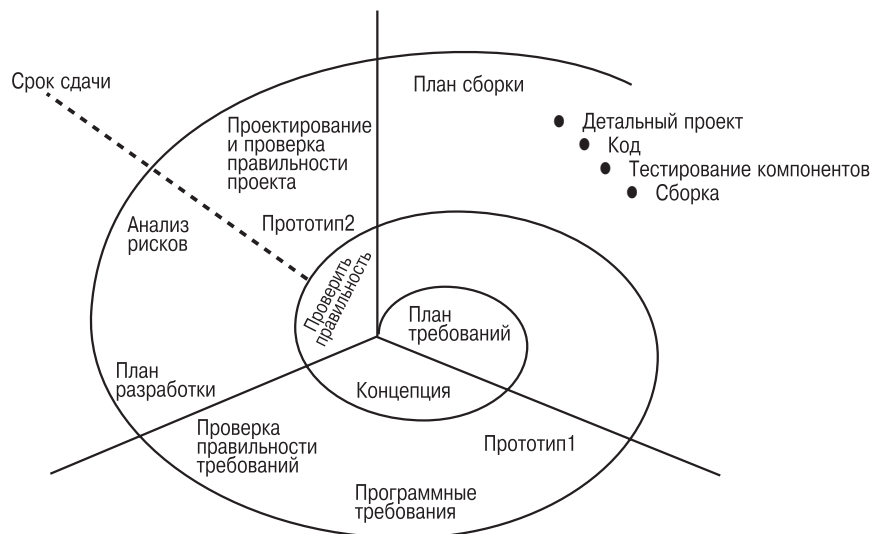 Срок сдачи
План сборки
Проектирование
и проверка
правильности
проекта
Детальный проект
Код
Тестирование компонентов
Сборка
Прототип2
Анализ
рисков
Проверить
правильность
План
требований
План
разработки
Концепция
Проверка
правильности
требований
Прототип1
Программные
требования